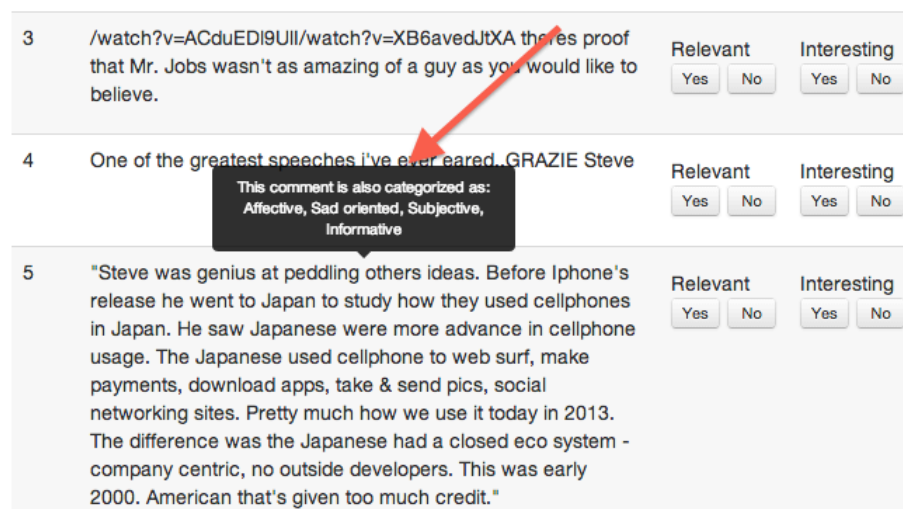 3
/watch?v=ACduEDl9UlI/watch?v=XB6avedJtXA theres proof
that Mr. Jobs wasn't as amazing of a guy as you would like to
believe.
Relevant
Yes No
Interesting
Yes No
4
One of the greatest speeches i've ever eared..GRAZIE Steve
Relevant
Yes No
Interesting
Yes No
This comment is also categorized as:
Affective, Sad oriented, Subjective,
Informative
5
"Steve was genius at peddling others ideas. Before Iphone's
release he went to Japan to study how they used cellphones
in Japan. He saw Japanese were more advance in cellphone
usage. The Japanese used cellphone to web surf, make
payments, download apps, take & send pics, social
networking sites. Pretty much how we use it today in 2013.
The difference was the Japanese had a closed eco system -
company centric, no outside developers. This was early
2000. American that's given too much credit."
Relevant
Yes No
Interesting
Yes No